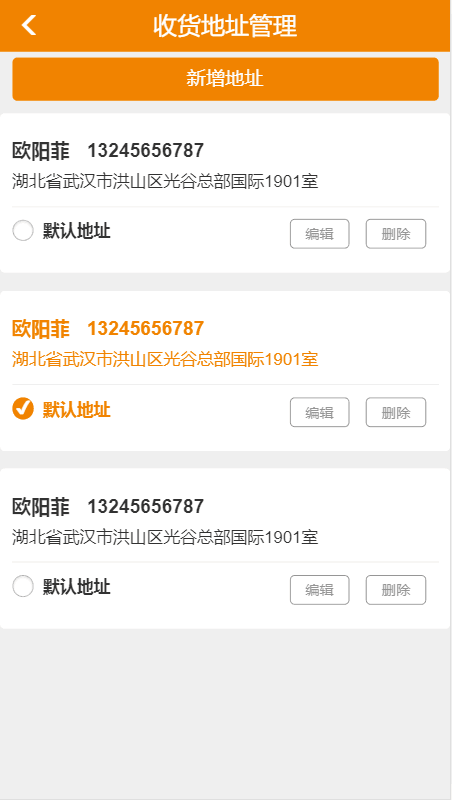 收货地址管理
新增地址
欧阳菲 13245656787
湖北省武汉市洪山区光谷总部国际1901室
默认地址 编辑 删除
欧阳菲 13245656787
湖北省武汉市洪山区光谷总部国际1901室
默认地址 编辑 删除
欧阳菲 13245656787
湖北省武汉市洪山区光谷总部国际1901室
默认地址 编辑 删除